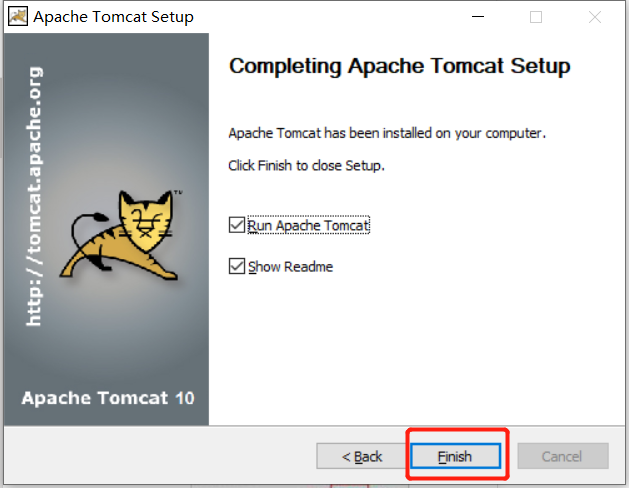 Apache Tomcat Setup
http://tomcat.apache.org
TM
Apache Tomcat 10
Completing Apache Tomcat Setup
Apache Tomcat has been installed on your computer.
Click Finish to close Setup.
Run Apache Tomcat
Show Readme
< Back
Finish
Cancel